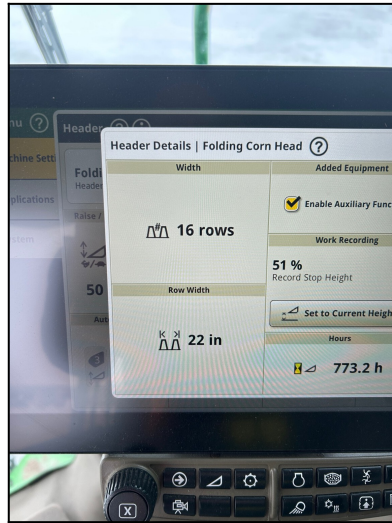 nu ?
Header ? i
chine Setti
plications
stem
Foldi
Header
Raise /
50
Aut
Header Details | Folding Corn Head ?
Width
# 16 rows
Row Width
22 in
Added Equipment
Enable Auxiliary Func
Work Recording
51 %
Record Stop Height
Set to Current Heigh
Hours
773.2 h
X